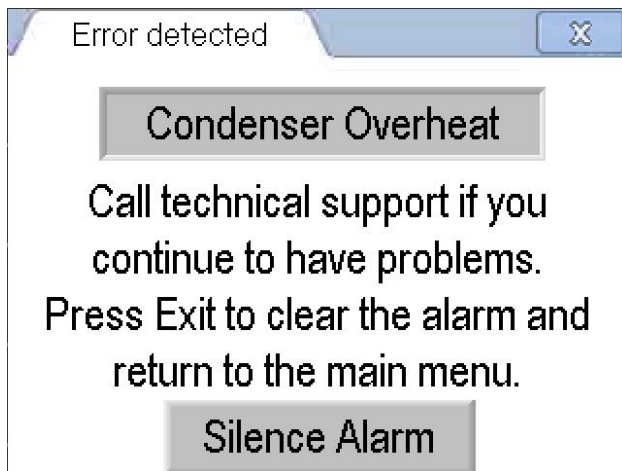 Error detected
Condenser Overheat
Call technical support if you
continue to have problems.
Press Exit to clear the alarm and
return to the main menu.
Silence Alarm